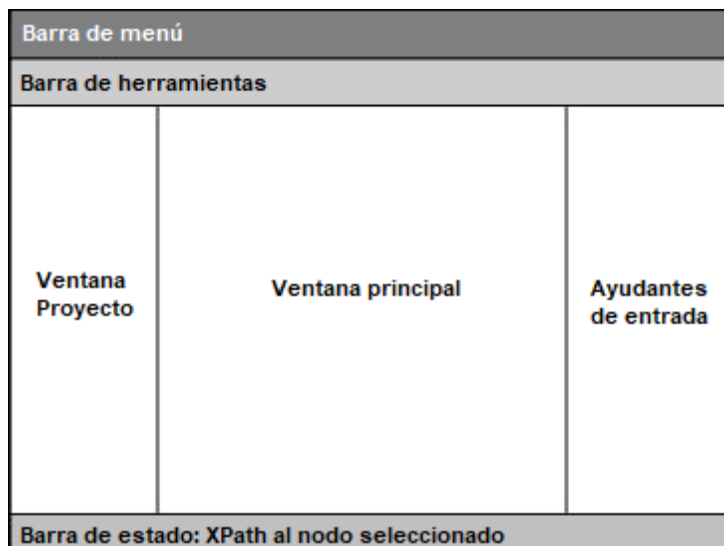 Barra de menú
Barra de herramientas
Ventana
Proyecto
Ventana principal
Ayudantes
de entrada
Barra de estado: XPath al nodo seleccionado